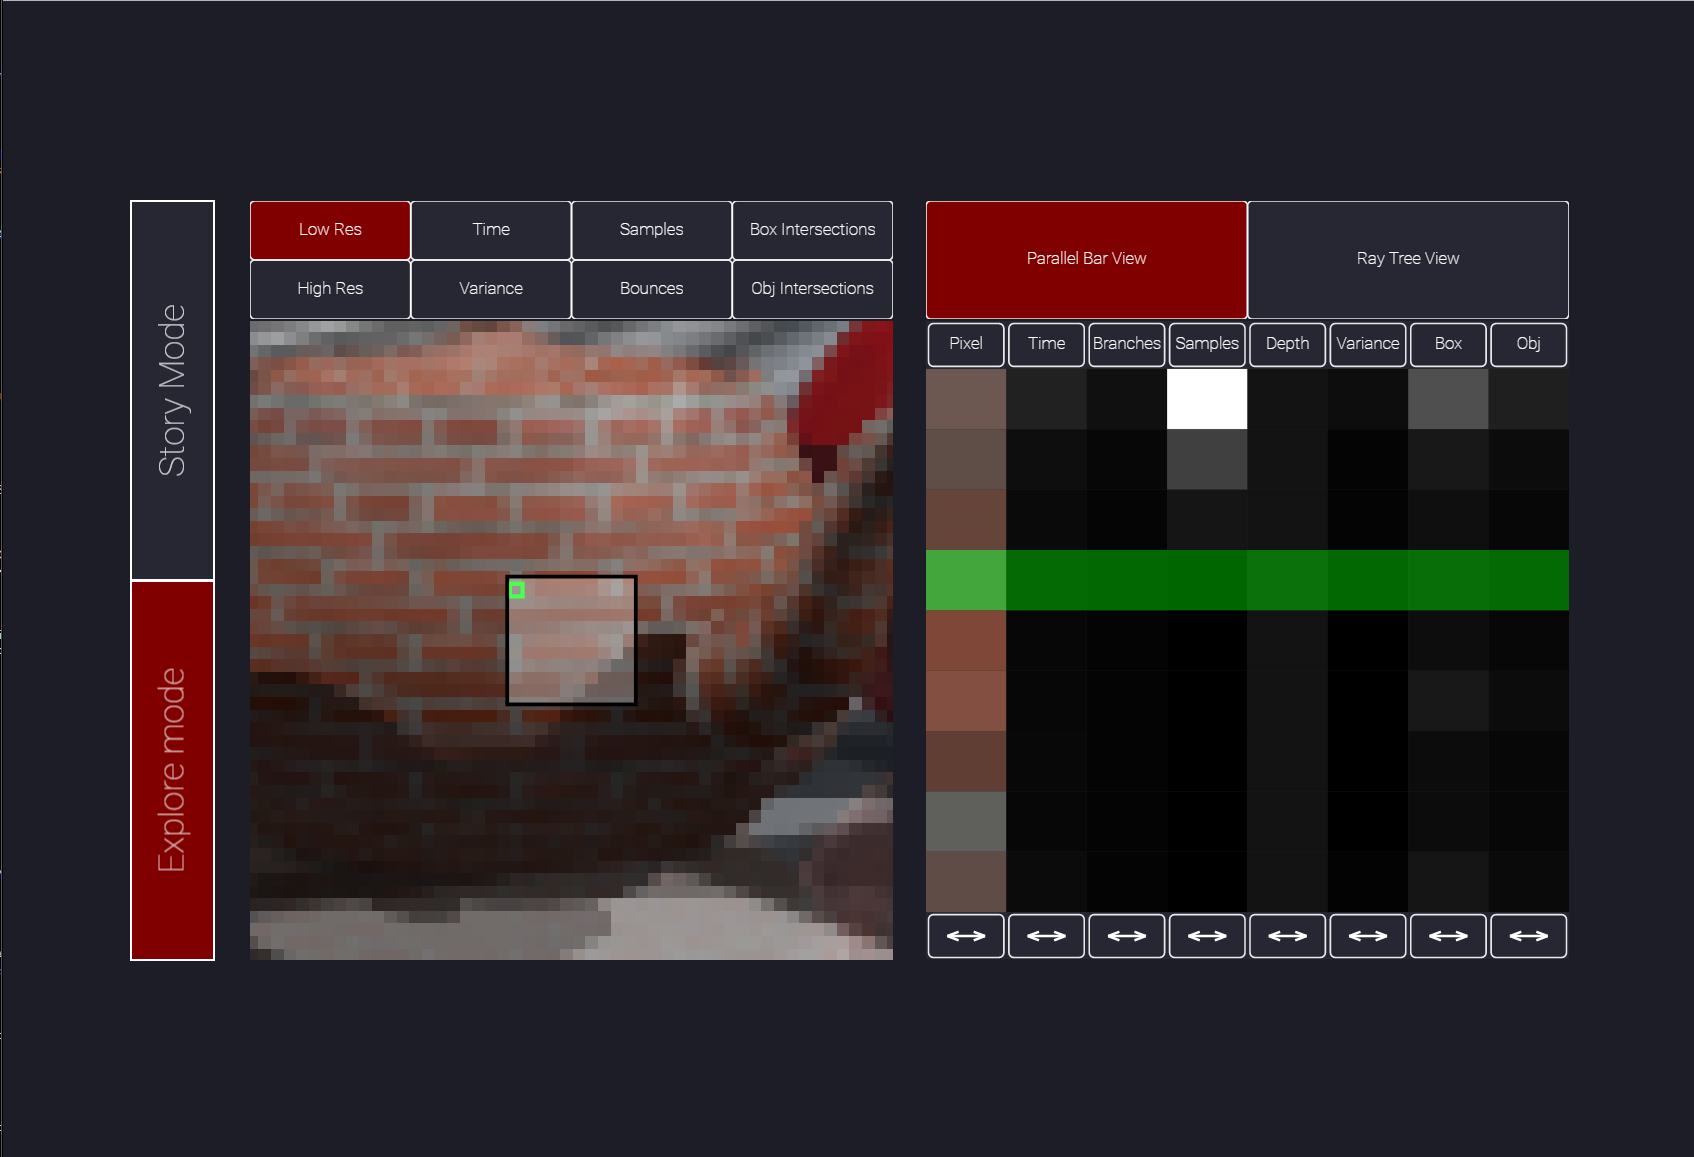 Story Mode
Explore mode
Low Res
Time
Samples
Box Intersections
High Res
Variance
Bounces
Obj Intersections
Parallel Bar View
Ray Tree View
Pixel
Time
Branches
Samples
Depth
Variance
Box
Obj